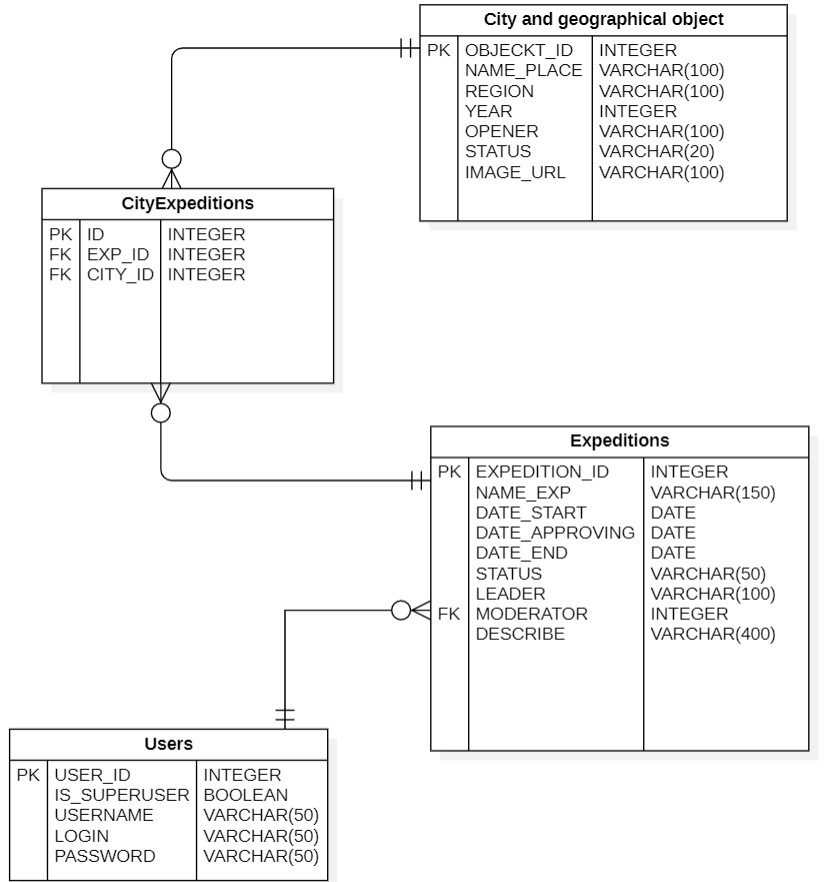 City and geographical object
PK OBJECKT_ID INTEGER
NAME_PLACE VARCHAR(100)
REGION VARCHAR(100)
YEAR INTEGER
OPENER VARCHAR(100)
STATUS VARCHAR(20)
IMAGE_URL VARCHAR(100)
CityExpeditions
PK ID INTEGER
FK EXP_ID INTEGER
FK CITY_ID INTEGER
Expeditions
PK EXPEDITION_ID INTEGER
NAME_EXP VARCHAR(150)
DATE_START DATE
DATE_APPROVING DATE
DATE_END DATE
STATUS VARCHAR(50)
LEADER VARCHAR(100)
FK MODERATOR INTEGER
DESCRIBE VARCHAR(400)
Users
PK USER_ID INTEGER
IS_SUPERUSER BOOLEAN
USERNAME VARCHAR(50)
LOGIN VARCHAR(50)
PASSWORD VARCHAR(50)